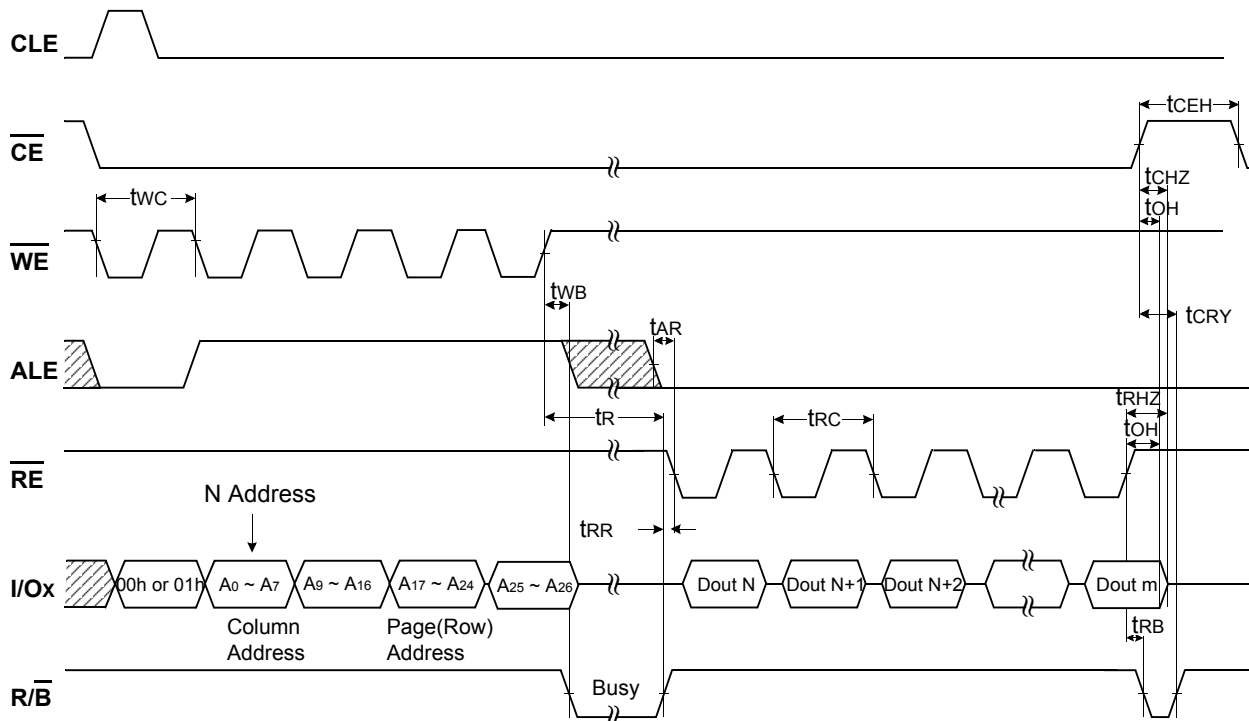 CLE
tCEH
CE
tCHZ
tWC
tOH
WE
tWB
tAR
tCRY
ALE
tR
tRC
tRHZ
tOH
RE
N Address
tRR
I/Ox
00h or 01h
A0 ~ A7
A9 ~ A16
A17 ~ A24
A25 ~ A26
Dout N
Dout N+1
Dout N+2
Dout m
Column
Address
Page(Row)
Address
tRB
R/B
Busy